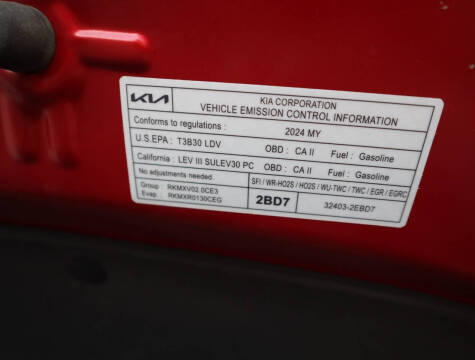 KIA
KIA CORPORATION
VEHICLE EMISSION CONTROL INFORMATION
Conforms to regulations: 2024 MY
U.S.EPA : T3B30 LDV OBD : CA II Fuel : Gasoline
California : LEV III SULEV30 PC OBD : CA II Fuel : Gasoline
No adjustments needed. SFI / WR-HO2S / HO2S / WU-TWC / TWC / EGR / EGRC
Group : RKMXV02.0CE3
Evap. : RKMXR0130CEG
2BD7 32403-2EBD7